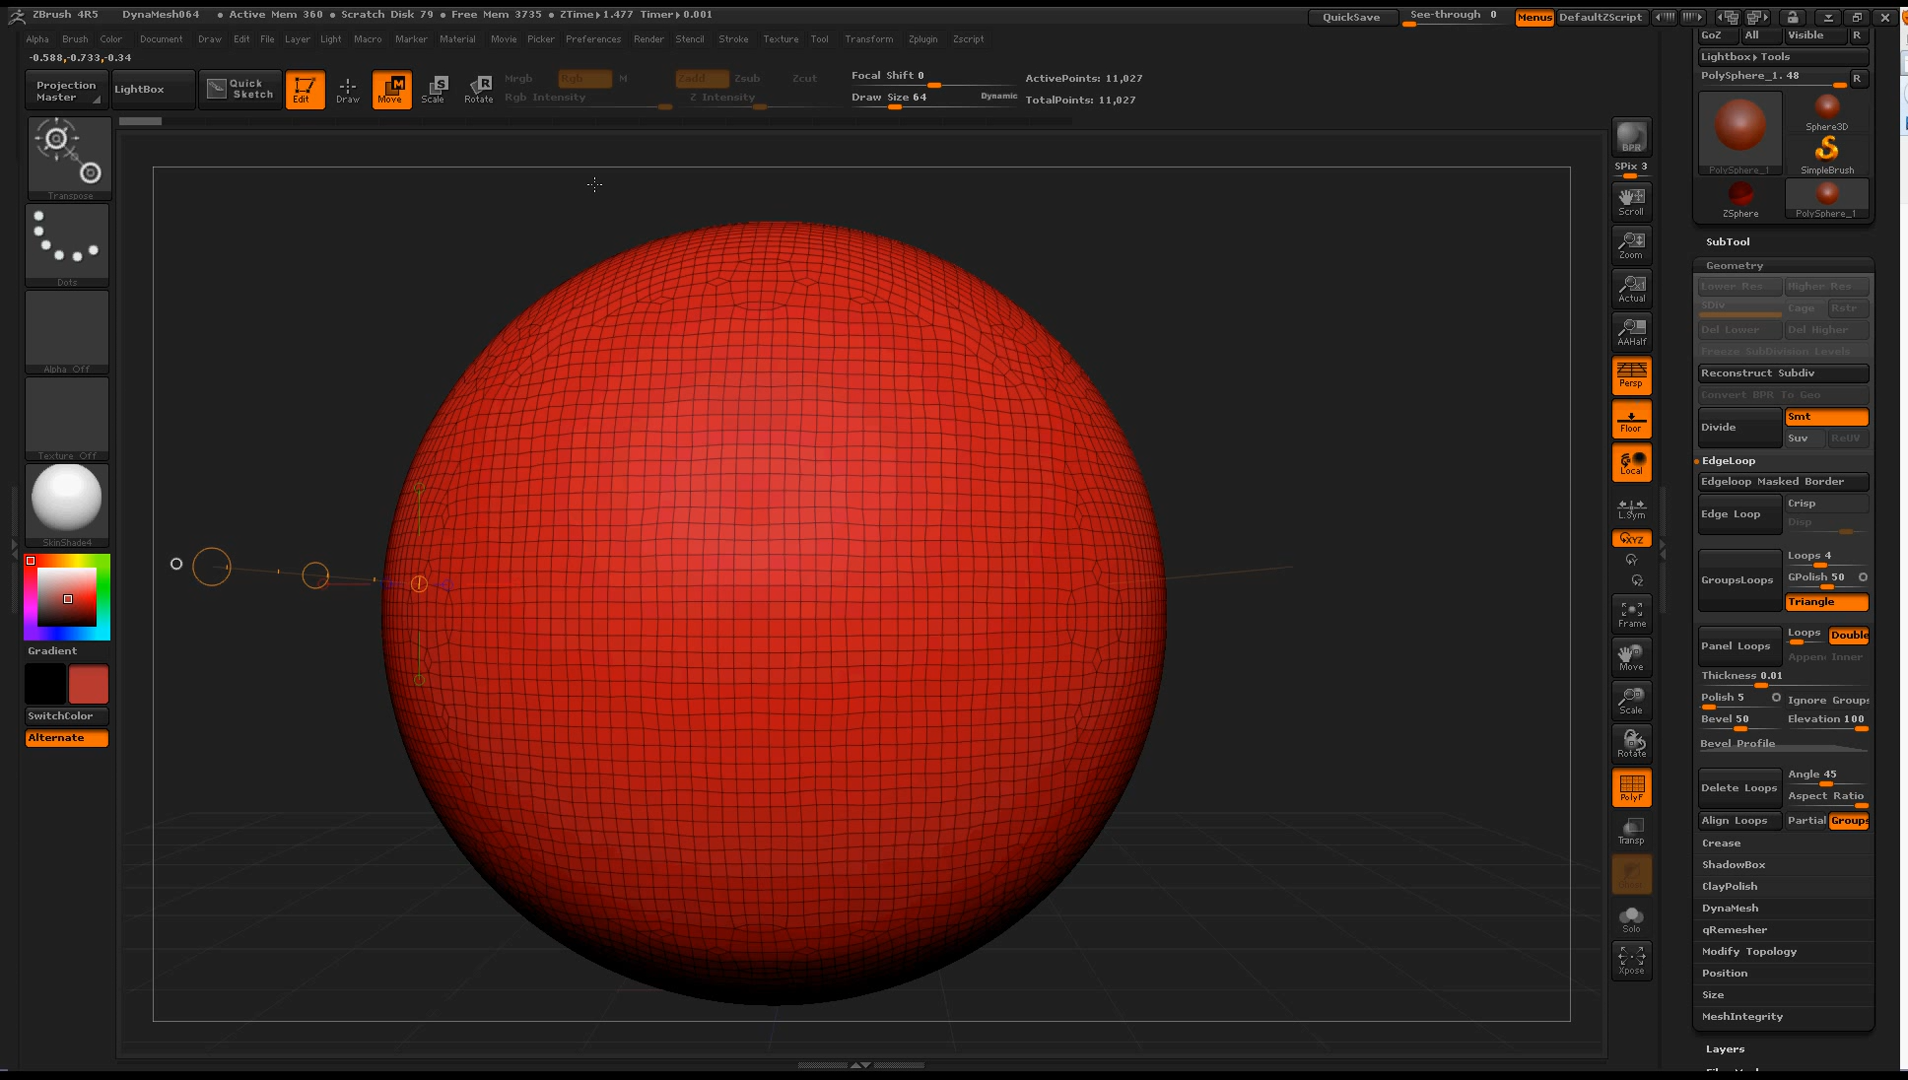 ZBrush 4R5 DynaMesh064 • Active Mem 360 • Scratch Disk 79 • Free Mem 3735 • ZTime▸1.477 Timer▸0.001 QuickSave See-through 0 Menus DefaultZScript
Alpha Brush Color Document Draw Edit File Layer Light Macro Marker Material Movie Picker Preferences Render Stencil Stroke Texture Tool Transform Zplugin Zscript
-0.588,-0.733,-0.34
Projection Master LightBox Quick Sketch Edit Draw Move Scale Rotate
Mrgb Rgb M Zadd Zsub Zcut
Rgb Intensity Z Intensity
Focal Shift 0
Draw Size 64 Dynamic
ActivePoints: 11,027
TotalPoints: 11,027
Transpose
Dots
Alpha Off
Texture Off
SkinShade4
Gradient
SwitchColor
Alternate
BPR
SPix 3
Scroll
Zoom
Actual
AAHalf
Persp
Floor
Local
L.Sym
XYZ
Frame
Move
Scale
Rotate
PolyF
Transp
Solo
Xpose
GoZ All Visible R
Lightbox▸Tools
PolySphere_1. 48 R
PolySphere_1
Sphere3D
SimpleBrush
ZSphere
PolySphere_1
SubTool
Geometry
Lower Res Higher Res
SDiv Cage Rstr
Del Lower Del Higher
Freeze SubDivision Levels
Reconstruct Subdiv
Convert BPR To Geo
Divide Smt
Suv ReUV
EdgeLoop
Edgeloop Masked Border
Edge Loop Crisp
Disp
GroupsLoops Loops 4
GPolish 50
Triangle
Panel Loops Loops Double
Appen Inner
Thickness 0.01
Polish 5 Ignore Groups
Bevel 50 Elevation 100
Bevel Profile
Delete Loops Angle 45
Aspect Ratio
Align Loops Partial Groups
Crease
ShadowBox
ClayPolish
DynaMesh
qRemesher
Modify Topology
Position
Size
MeshIntegrity
Layers